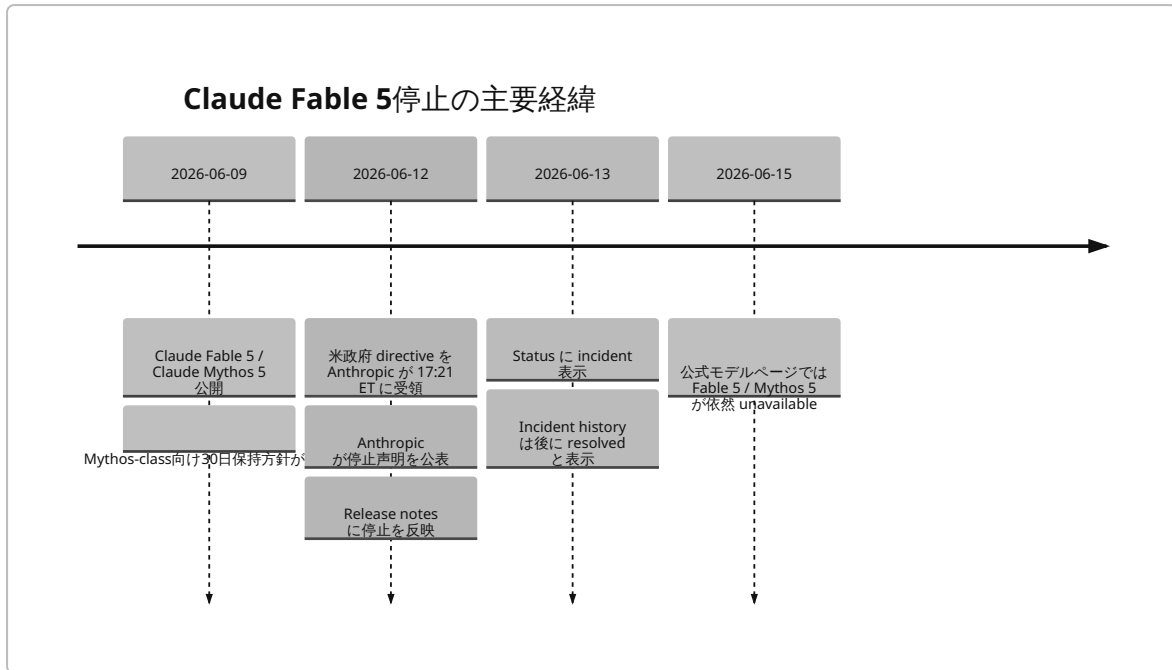 Claude Fable 5停止の主要経緯
2026-06-09
2026-06-12
2026-06-13
2026-06-15
Claude Fable 5 /
Claude Mythos 5
公開
Mythos-class向け30日保持方針が
米政府 directive を
Anthropic が 17:21
ET に受領
Anthropic
が停止声明を公表
Release notes
に停止を反映
Status に incident
表示
Incident history
は後に resolved
と表示
公式モデルページでは
Fable 5 / Mythos 5
が依然 unavailable